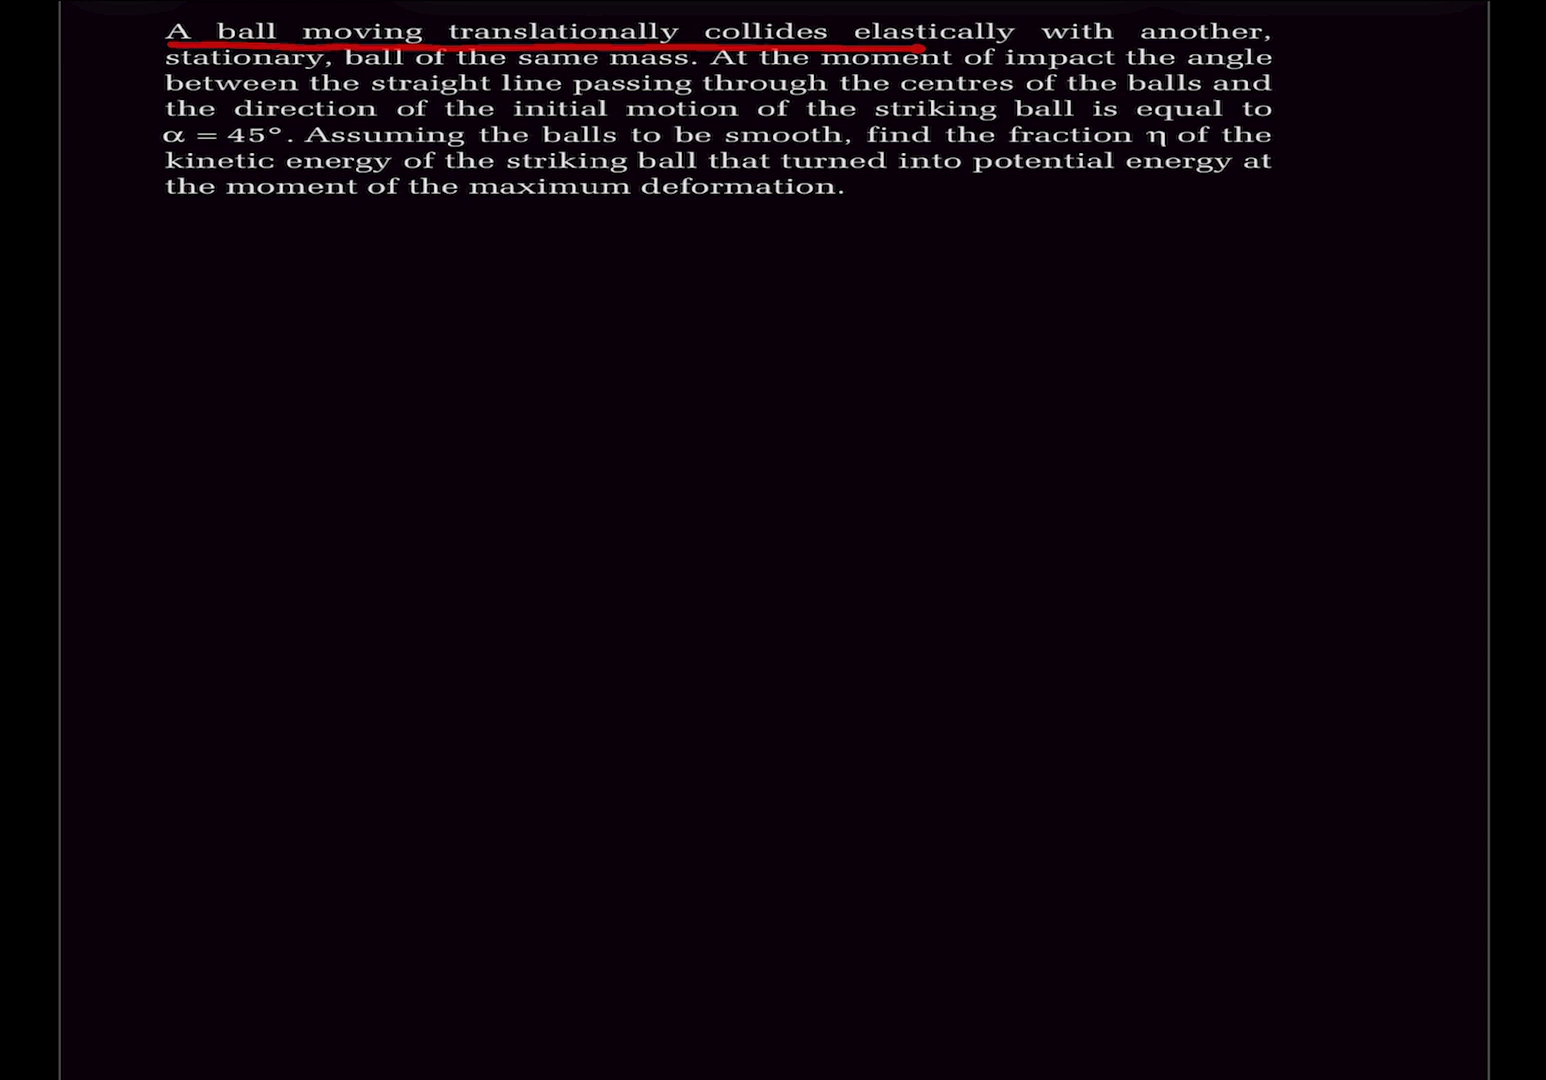 A ball moving translationally collides elastically with another,
stationary, ball of the same mass. At the moment of impact the angle
between the straight line passing through the centres of the balls and
the direction of the initial motion of the striking ball is equal to
α = 45°. Assuming the balls to be smooth, find the fraction η of the
kinetic energy of the striking ball that turned into potential energy at
the moment of the maximum deformation.